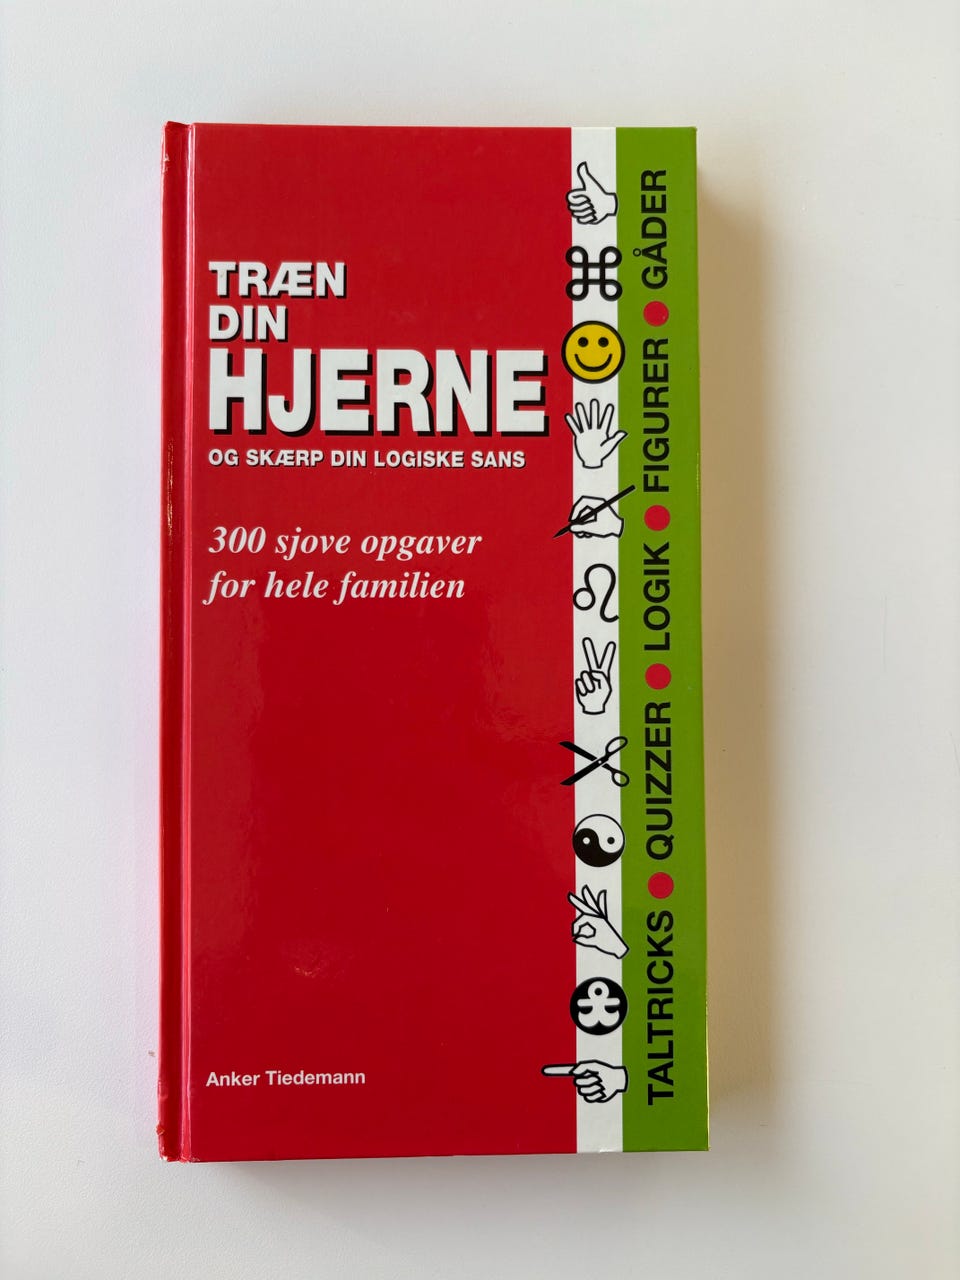 TRÆN
DIN
HJERNE
OG SKÆRP DIN LOGISKE SANS
300 sjove opgaver
for hele familien
Anker Tiedemann
TALTRICKS ● QUIZZER ● LOGIK ● FIGURER ● GÅDER